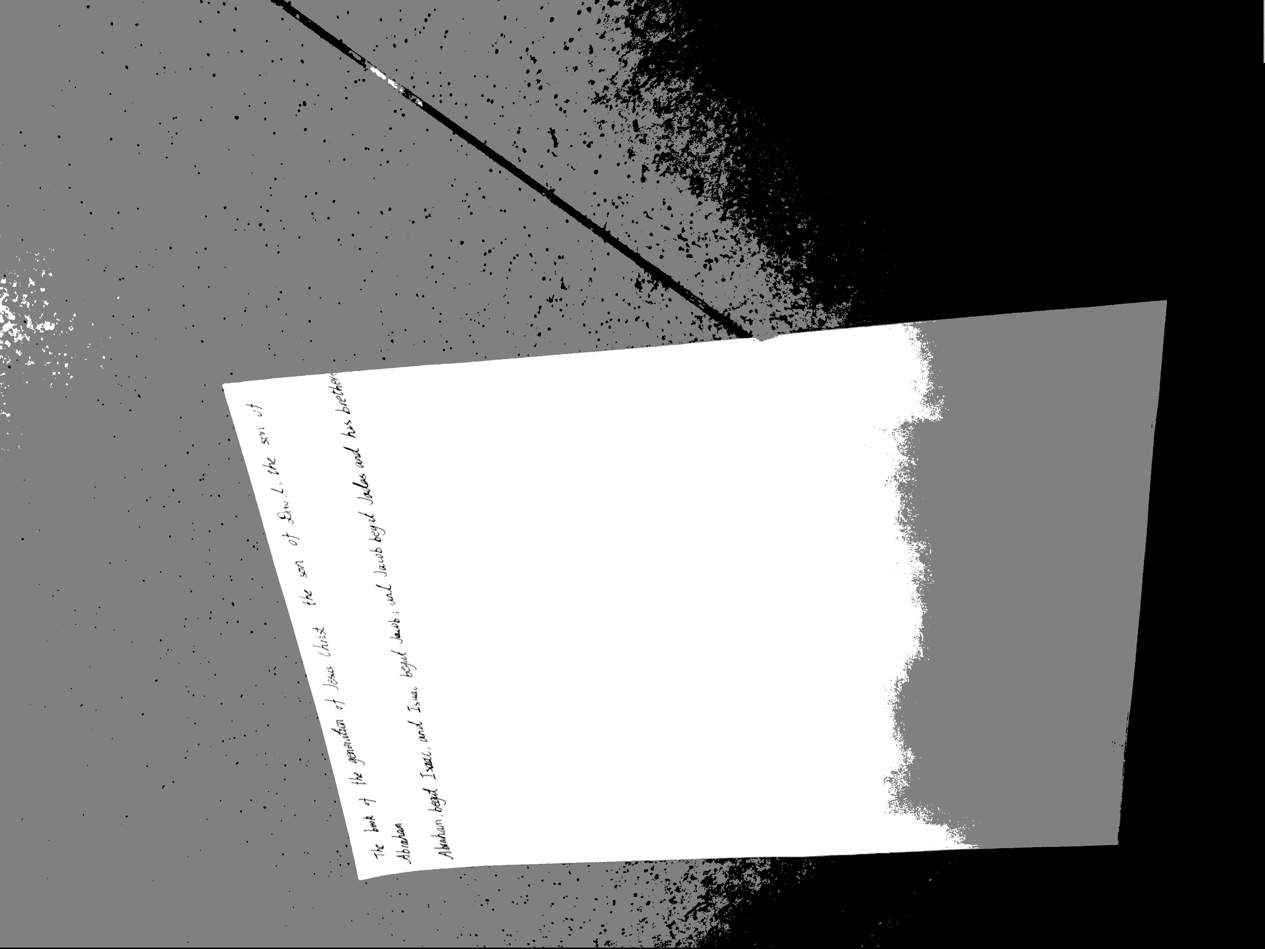 The book of the generation of Jesus Christ the son of David, the son of
Abraham.
Abraham begat Isaac, and Isaac begat Jacob; and Jacob begat Judas and his brethren